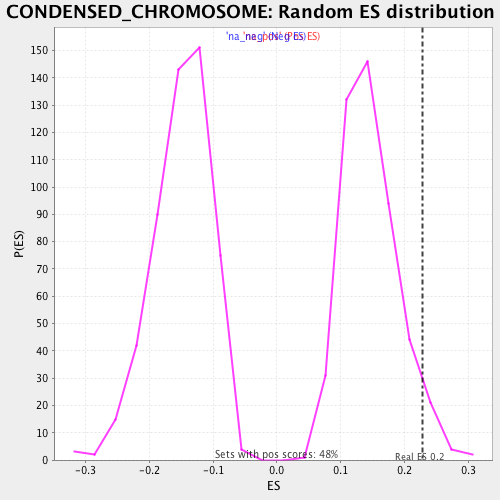 CONDENSED_CHROMOSOME: Random ES distribution
P(ES)
150
140
130
120
110
100
90
80
70
60
50
40
30
20
10
0
Sets with pos scores: 48%
Real ES 0.2
-0.3 -0.2 -0.1 0.0 0.1 0.2 0.3
ES